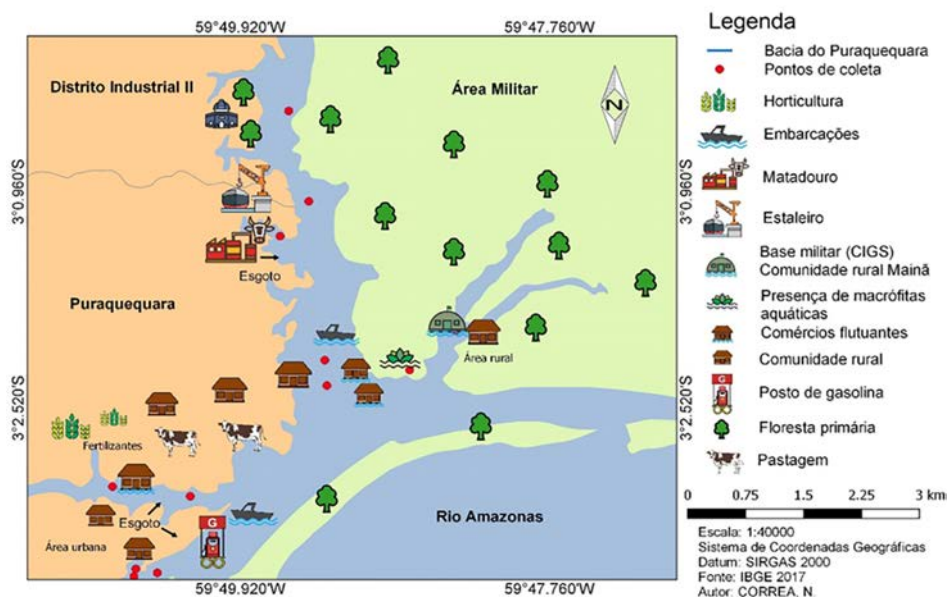 59°49.920'W
59°47.760'W
Distrito Industrial II
Área Militar
N
3°0.960'S
3°0.960'S
Esgoto
Puraquequara
Área rural
3°2.520'S
3°2.520'S
Fertilizantes
Esgoto
G
Área urbana
Rio Amazonas
59°49.920'W
59°47.760'W
Legenda
Bacia do Puraquequara
Pontos de coleta
Horticultura
Embarcações
Matadouro
Estaleiro
Base militar (CIGS)
Comunidade rural Mainã
Presença de macrófitas
aquáticas
Comércios flutuantes
Comunidade rural
G
Posto de gasolina
Floresta primária
Pastagem
0 0.75 1.5 2.25 3 km
Escala: 1:40000
Sistema de Coordenadas Geográficas
Datum: SIRGAS 2000
Fonte: IBGE 2017
Autor: CORREA, N.